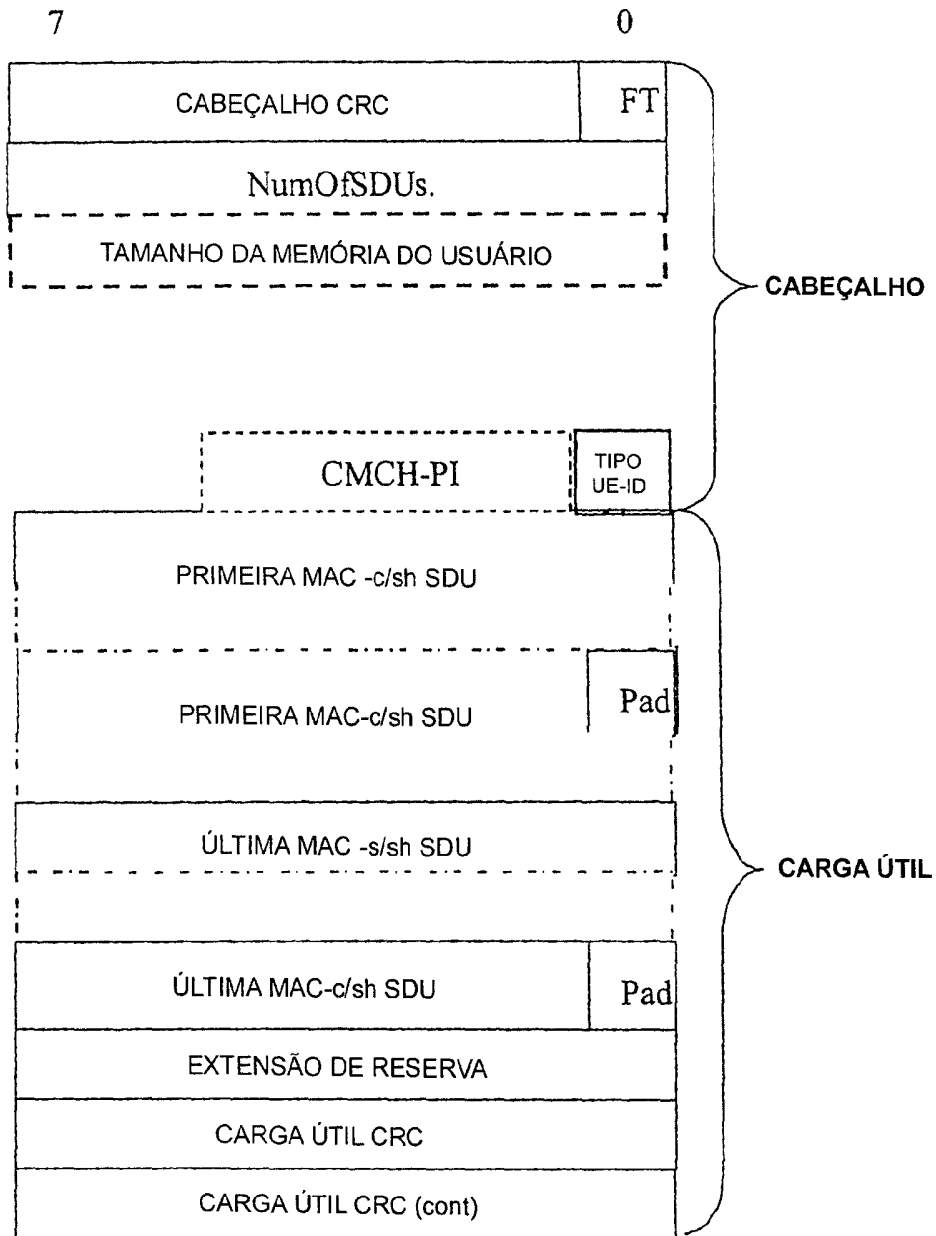 7 0
CABEÇALHO CRC FT
NumOfSDUs.
TAMANHO DA MEMÓRIA DO USUÁRIO
CABEÇALHO
CMCH-PI TIPO
UE-ID
PRIMEIRA MAC -c/sh SDU
PRIMEIRA MAC-c/sh SDU Pad
ÚLTIMA MAC -s/sh SDU
CARGA ÚTIL
ÚLTIMA MAC-c/sh SDU Pad
EXTENSÃO DE RESERVA
CARGA ÚTIL CRC
CARGA ÚTIL CRC (cont)